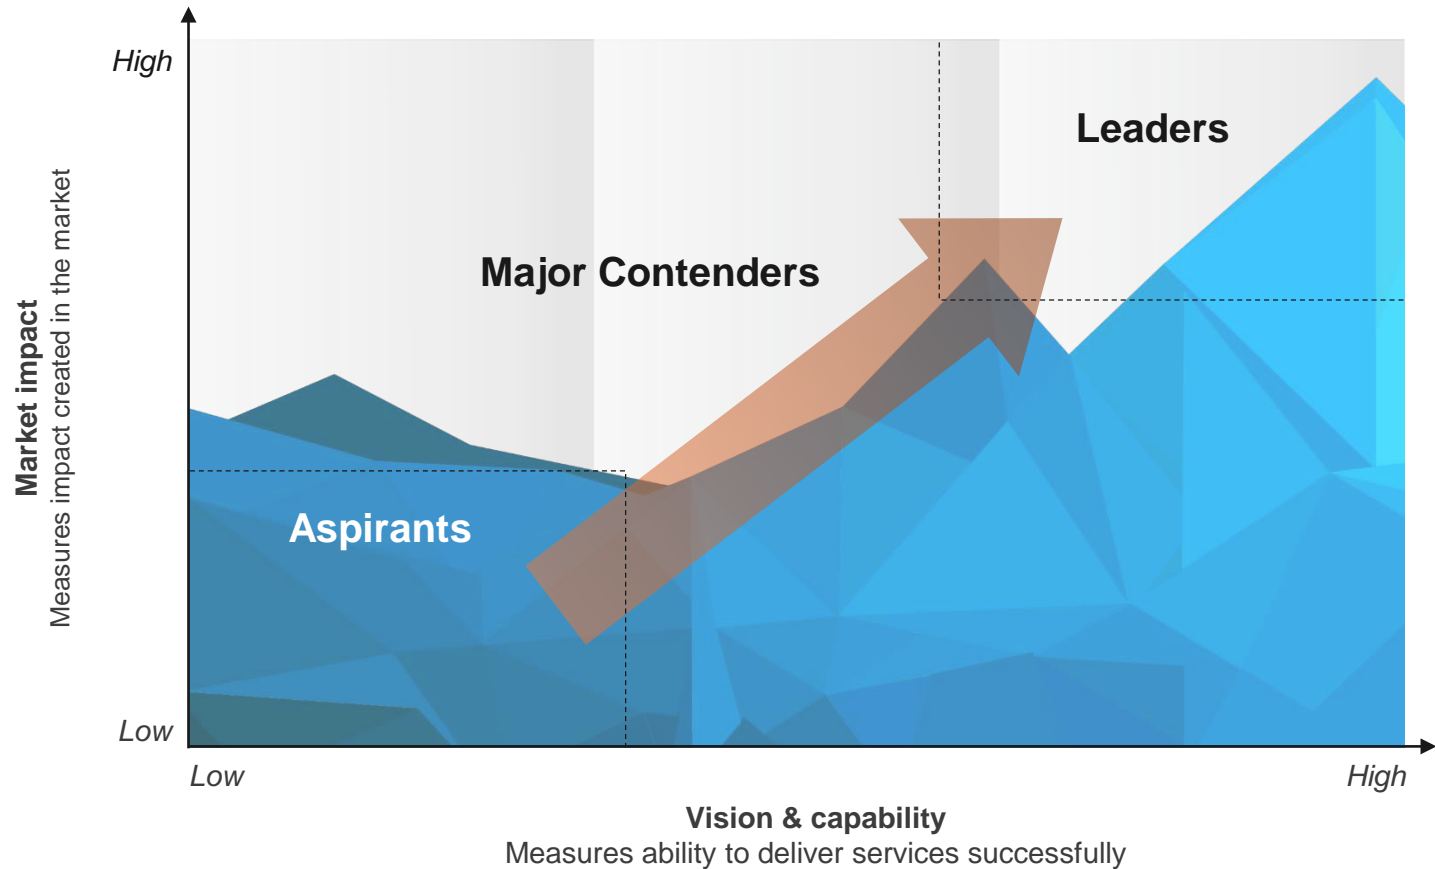 High
Leaders
Major Contenders
Market impact
Measures impact created in the market
Aspirants
Low
Low
High
Vision & capability
Measures ability to deliver services successfully